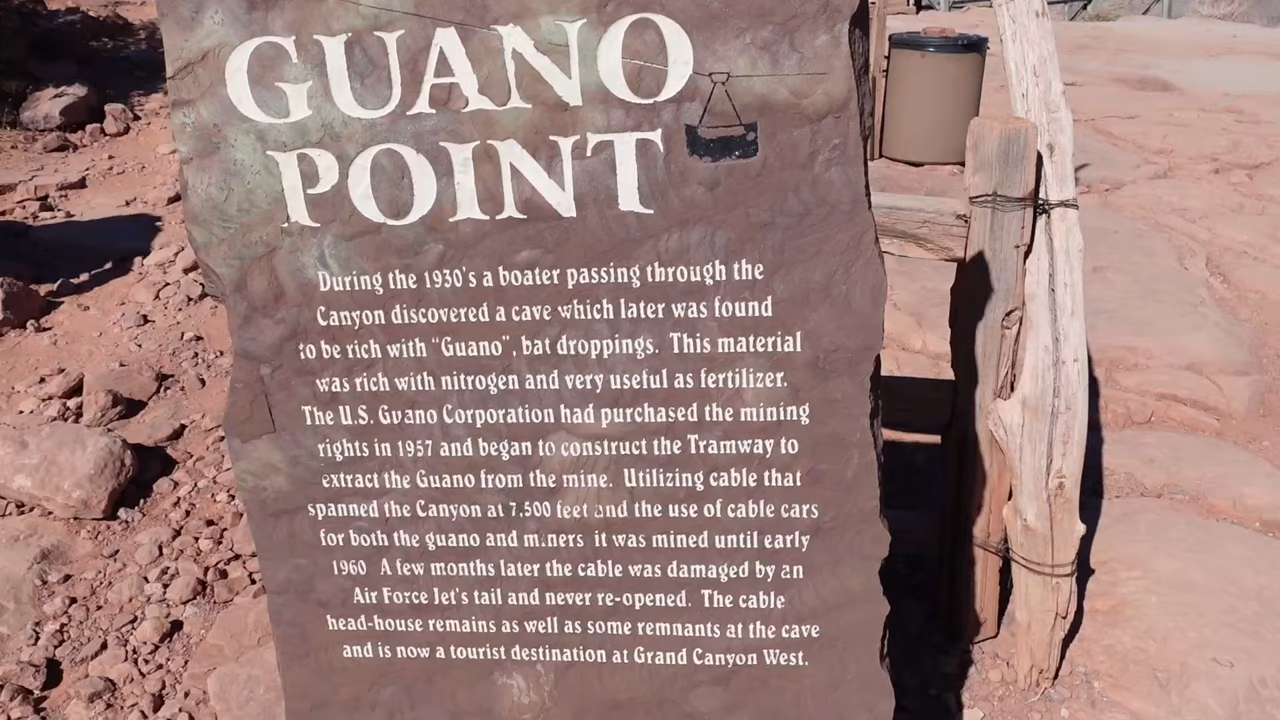 GUANO
POINT
During the 1930's a boater passing through the
Canyon discovered a cave which later was found
to be rich with "Guano", bat droppings. This material
was rich with nitrogen and very useful as fertilizer.
The U.S. Guano Corporation had purchased the mining
rights in 1957 and began to construct the Tramway to
extract the Guano from the mine. Utilizing cable that
spanned the Canyon at 7,500 feet and the use of cable cars
for both the guano and miners it was mined until early
1960 A few months later the cable was damaged by an
Air Force Jet's tail and never re-opened. The cable
head-house remains as well as some remnants at the cave
and is now a tourist destination at Grand Canyon West.